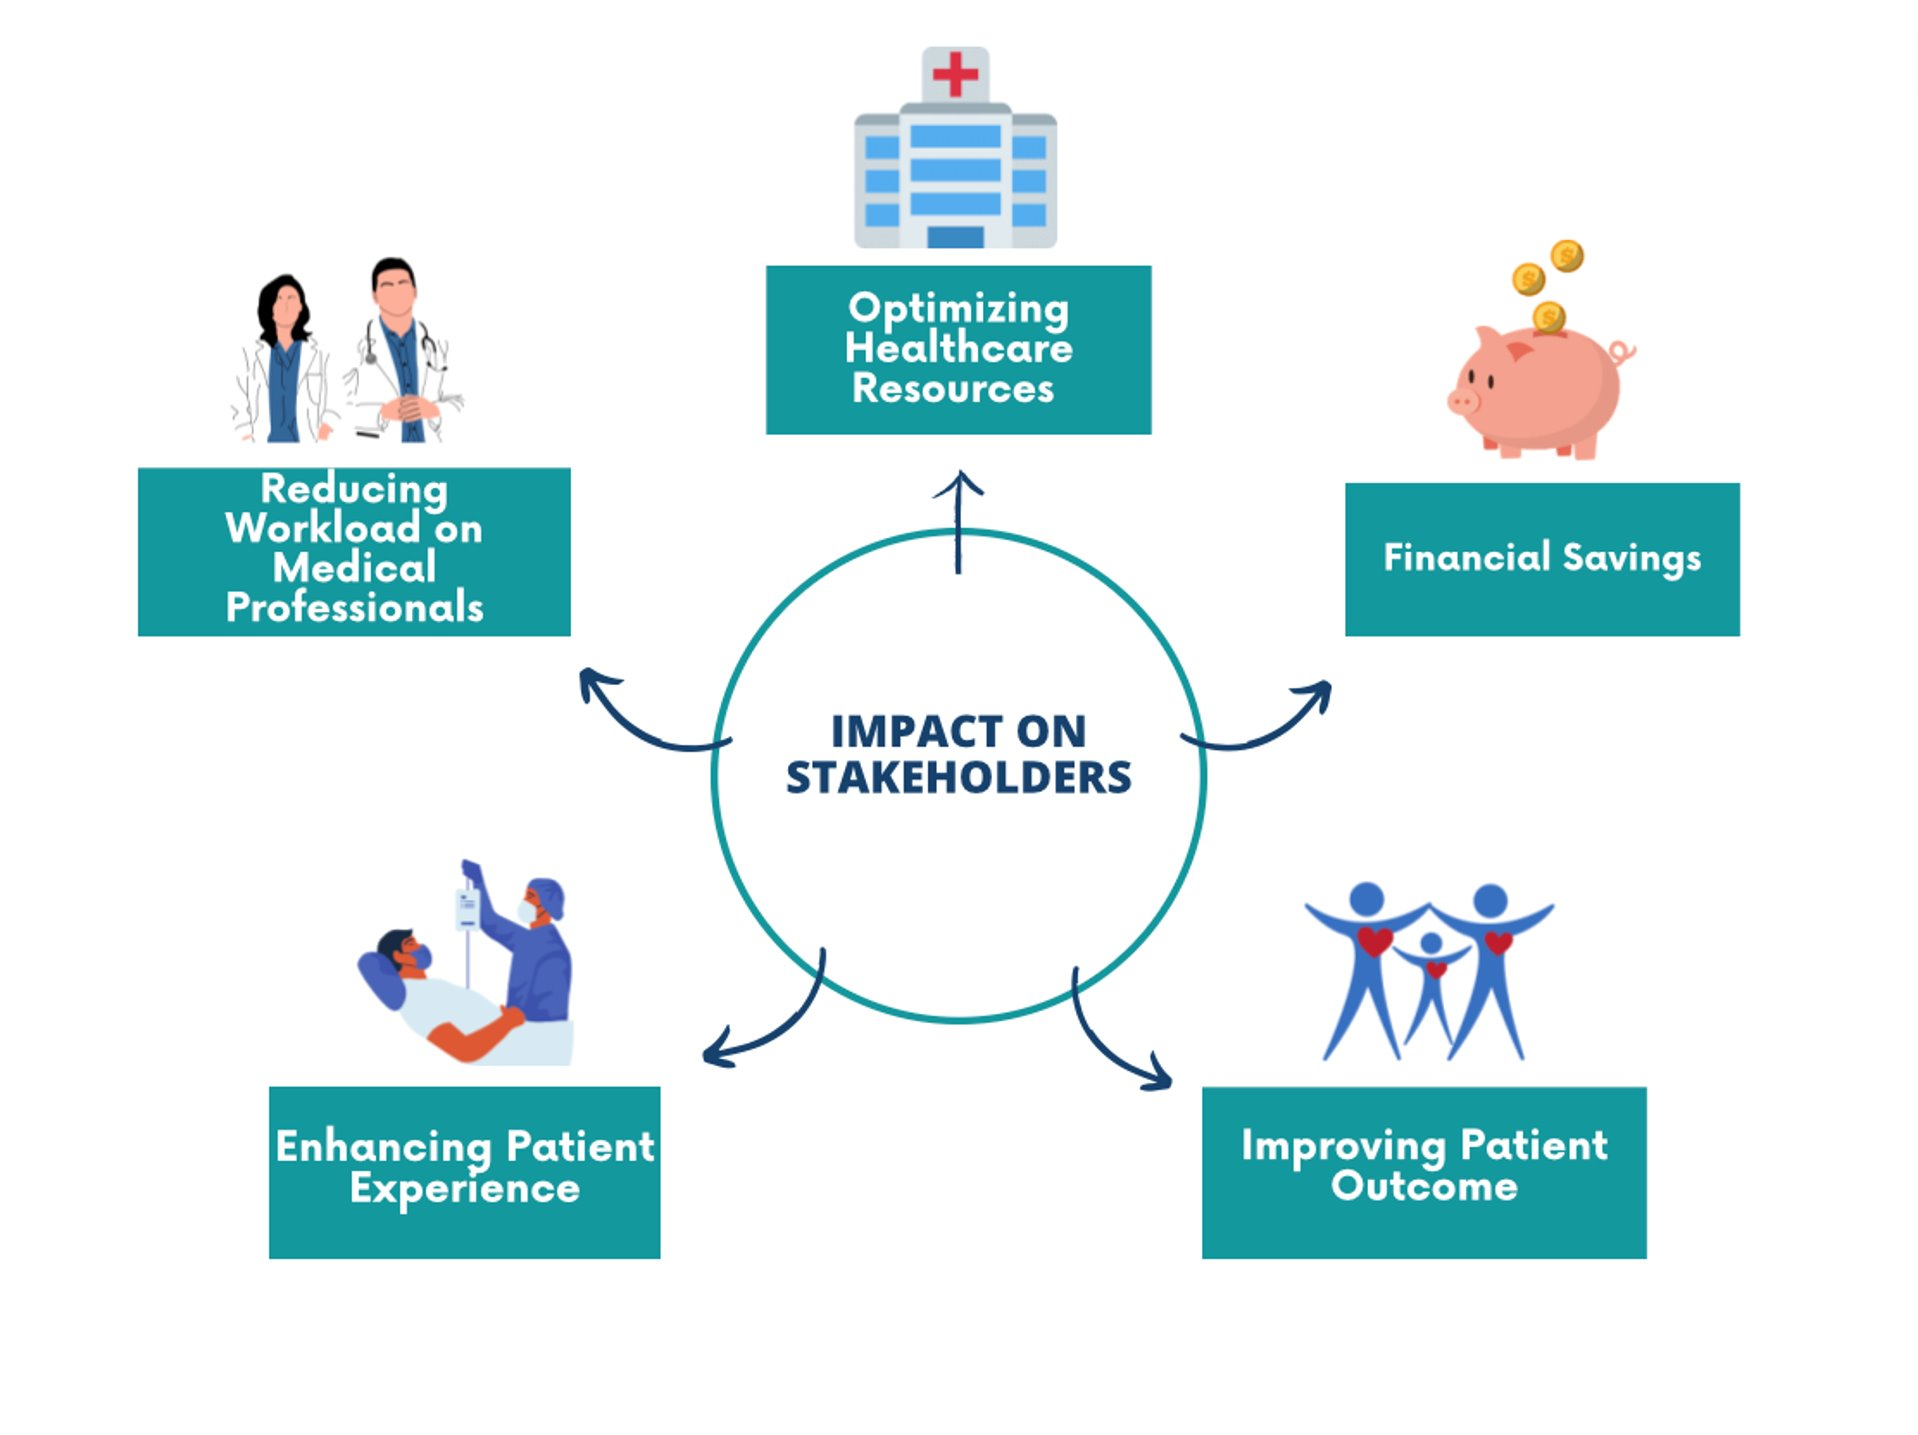 Optimizing
Healthcare
Resources
Reducing
Workload on
Medical
Professionals
Financial Savings
IMPACT ON
STAKEHOLDERS
Enhancing Patient
Experience
Improving Patient
Outcome